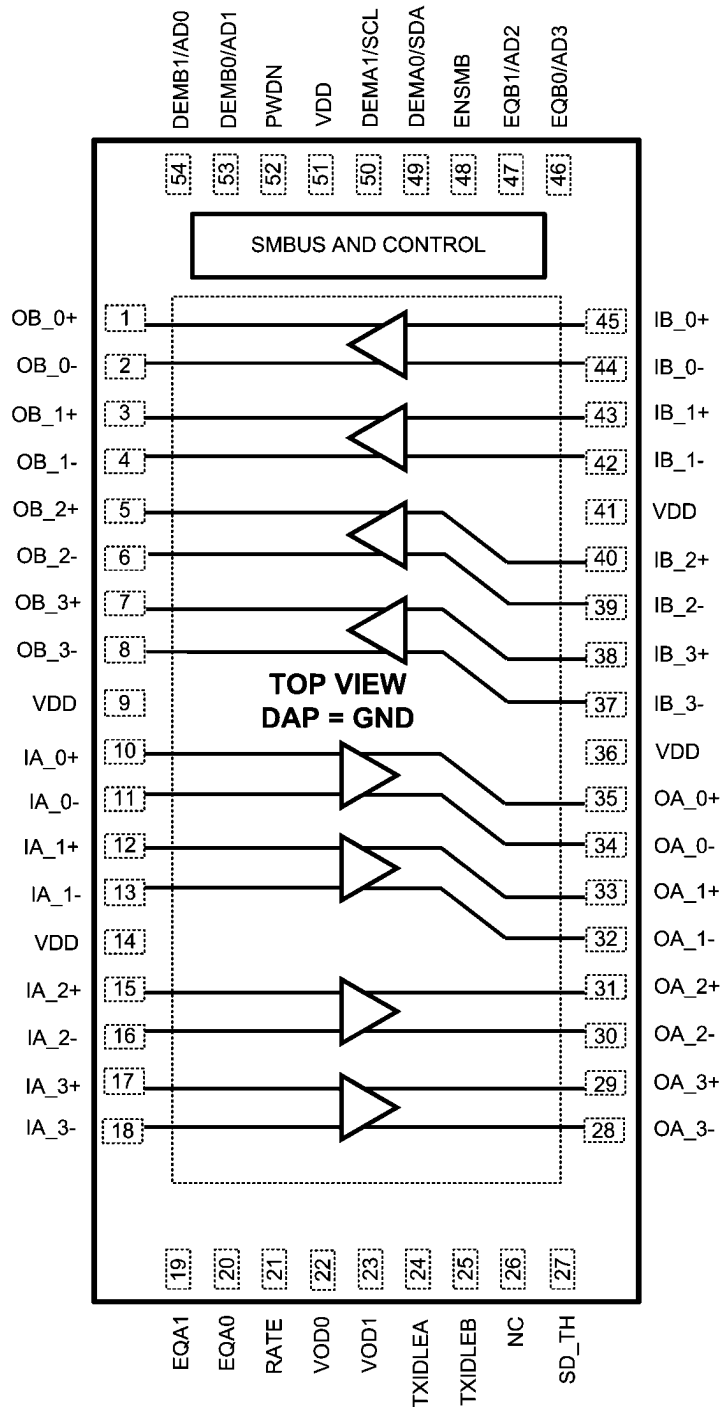 DEMB1/AD0
DEMB0/AD1
PWDN
VDD
DEMA1/SCL
DEMA0/SDA
ENSMB
EQB1/AD2
EQB0/AD3
54
53
52
51
50
49
48
47
46
SMBUS AND CONTROL
OB_0+ 1 45 IB_0+
OB_0- 2 44 IB_0-
OB_1+ 3 43 IB_1+
OB_1- 4 42 IB_1-
OB_2+ 5 41 VDD
OB_2- 6 40 IB_2+
OB_3+ 7 39 IB_2-
OB_3- 8 38 IB_3+
TOP VIEW
VDD 9 37 IB_3-
DAP = GND
IA_0+ 10 36 VDD
IA_0- 11 35 OA_0+
IA_1+ 12 34 OA_0-
IA_1- 13 33 OA_1+
VDD 14 32 OA_1-
IA_2+ 15 31 OA_2+
IA_2- 16 30 OA_2-
IA_3+ 17 29 OA_3+
IA_3- 18 28 OA_3-
19
20
21
22
23
24
25
26
27
EQA1
EQA0
RATE
VOD0
VOD1
TXIDLEA
TXIDLEB
NC
SD_TH